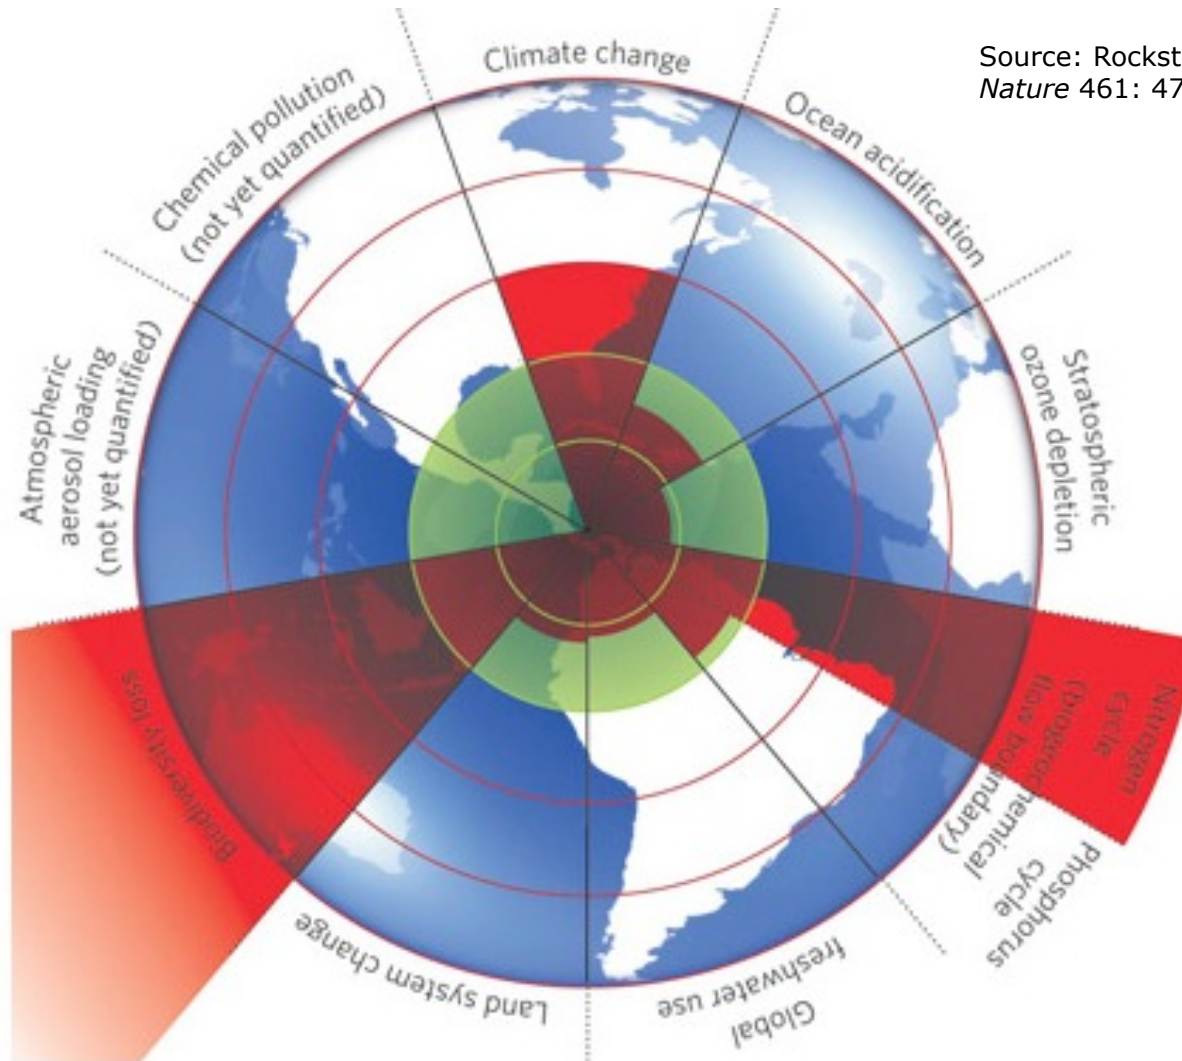 Source: Rockst
Nature 461: 47
Climate change
Ocean acidification
Stratospheric
ozone depletion
Nitrogen
cycle
(biogeochemical
flow boundary)
Phosphorus
cycle
Global
freshwater use
Land system change
Biodiversity loss
Atmospheric
aerosol loading
(not yet quantified)
Chemical pollution
(not yet quantified)